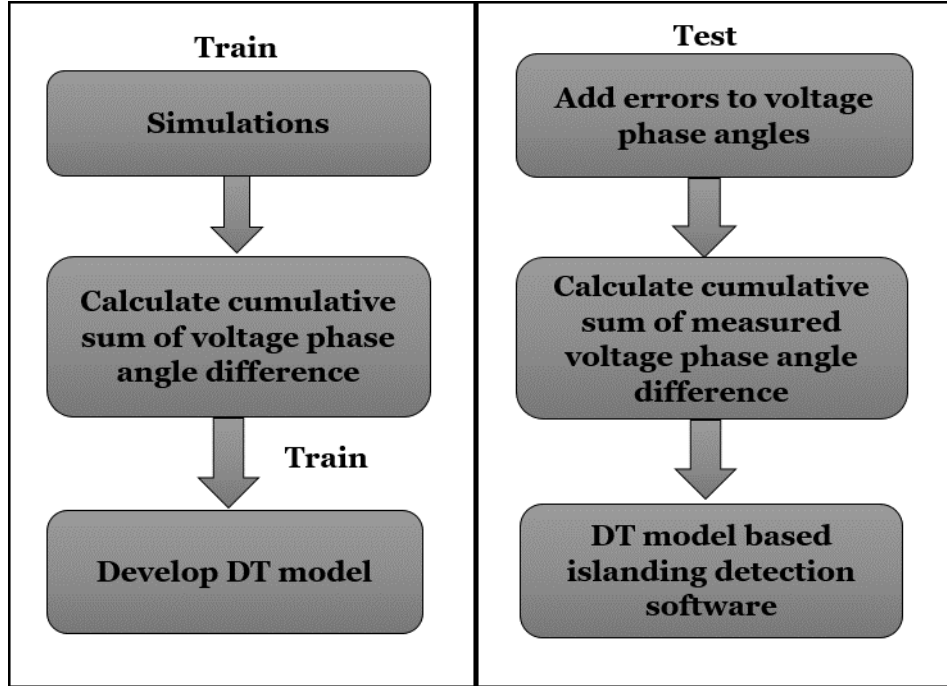 Train
Simulations
Calculate cumulative
sum of voltage phase
angle difference
Train
Develop DT model
Test
Add errors to voltage
phase angles
Calculate cumulative
sum of measured
voltage phase angle
difference
DT model based
islanding detection
software